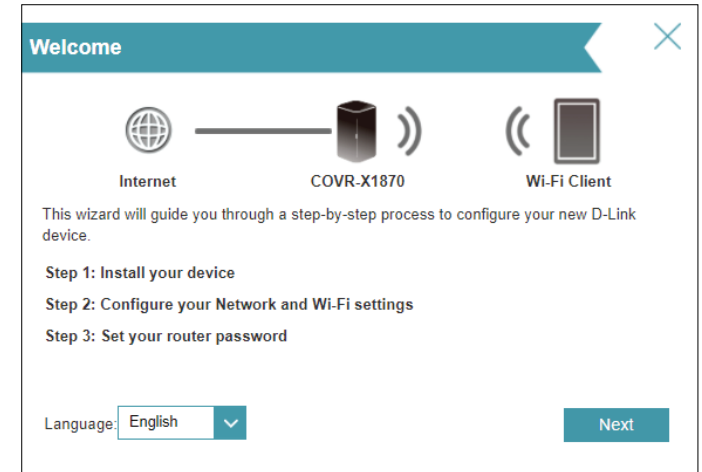 Welcome
Internet
COVR-X1870
Wi-Fi Client
This wizard will guide you through a step-by-step process to configure your new D-Link
device.
Step 1: Install your device
Step 2: Configure your Network and Wi-Fi settings
Step 3: Set your router password
Language: English
Next